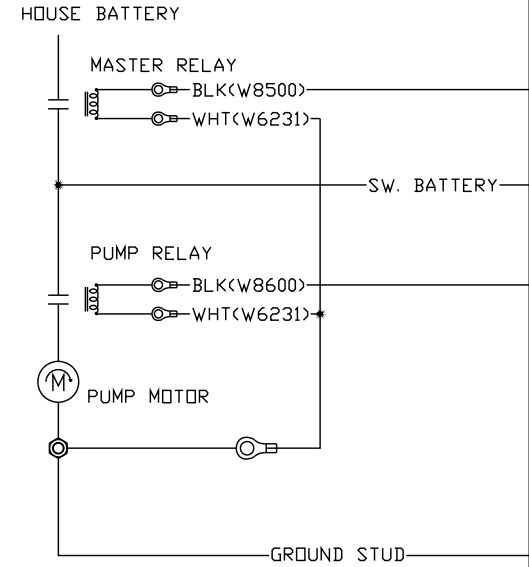 HOUSE BATTERY
MASTER RELAY
BLK(W8500)
WHT(W6231)
SW. BATTERY
PUMP RELAY
BLK(W8600)
WHT(W6231)
M
PUMP MOTOR
GROUND STUD